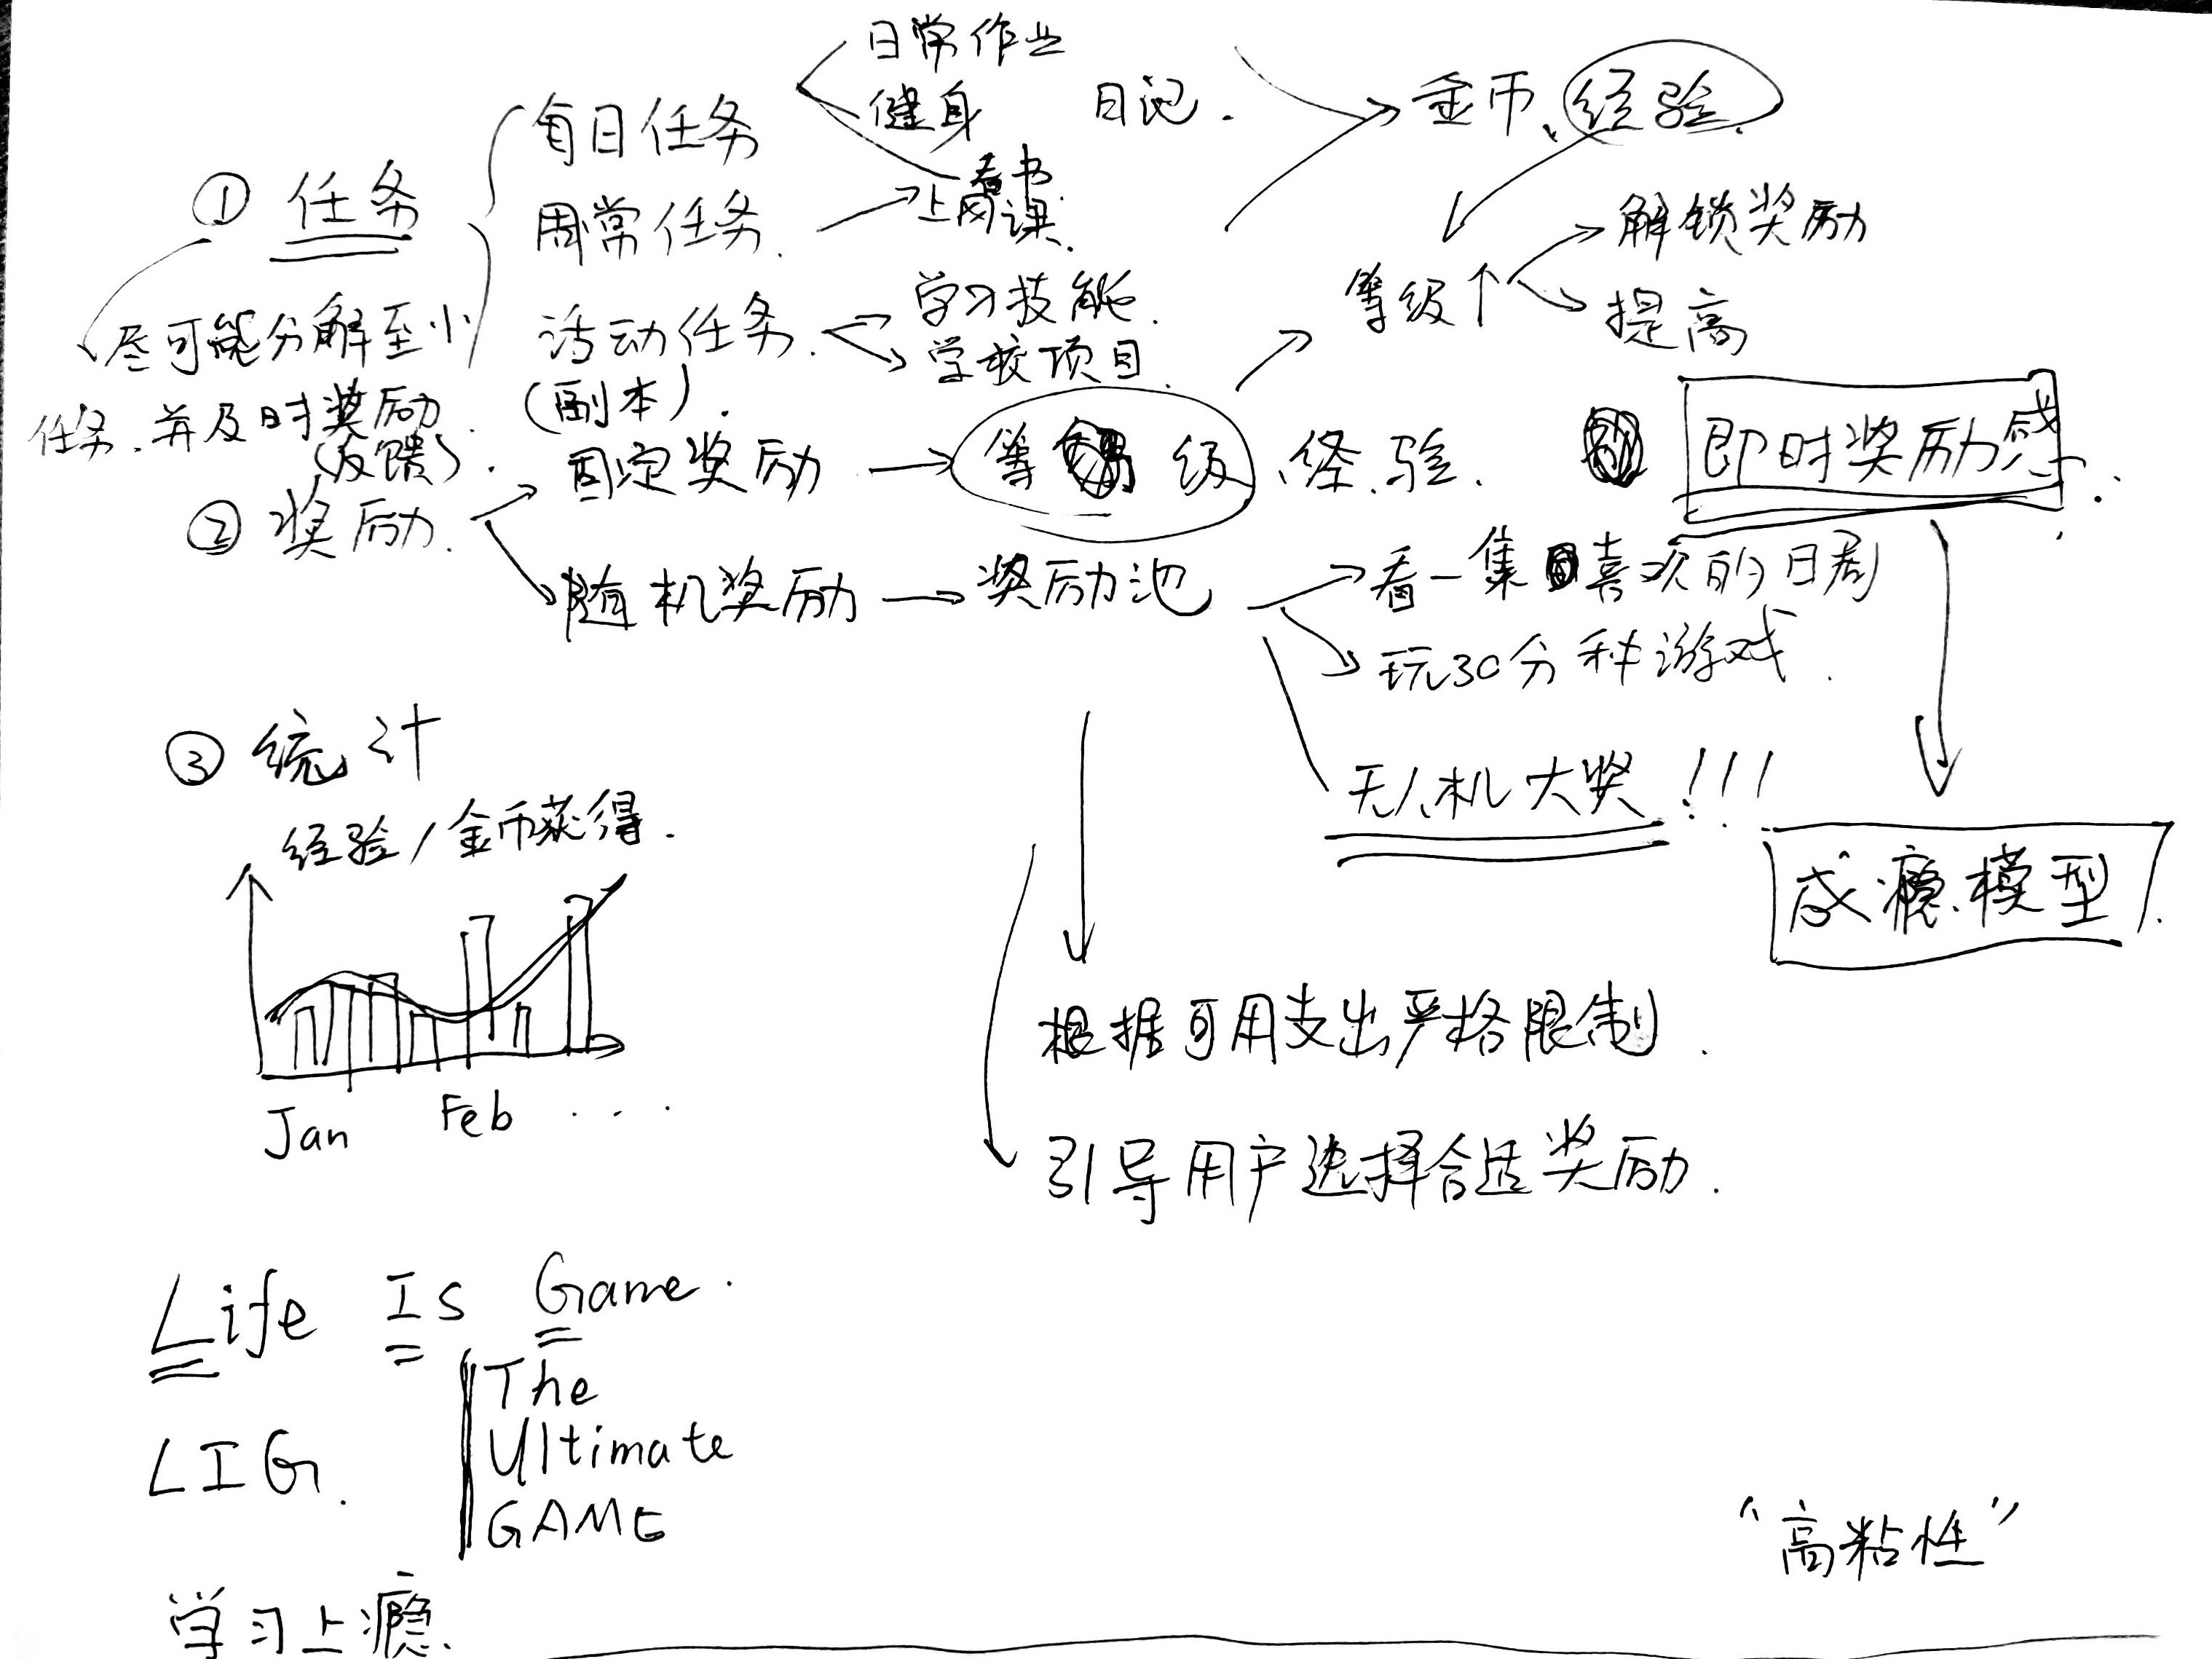 日常作业
健身 日记.
每日任务
金币、经验.
① 任务
看书
周常任务. 上网课.
解锁奖励
等级↑
提高
尽可能分解至小
任务.并及时奖励.
(反馈).
活动任务.
(副本).
学习技能.
学校项目.
② 奖励.
固定奖励
等级、经验.
即时奖励感
随机奖励
奖励池
看一集喜欢的日剧
玩30分种游戏.
无人机大奖!!!
成瘾模型.
③ 统计
经验/金币获得.
Jan Feb ...
根据可用支出严格限制.
引导用户选择合适奖励.
Life Is Game.
The
LIG. Ultimate
GAME
"高粘性"
学习上瘾.